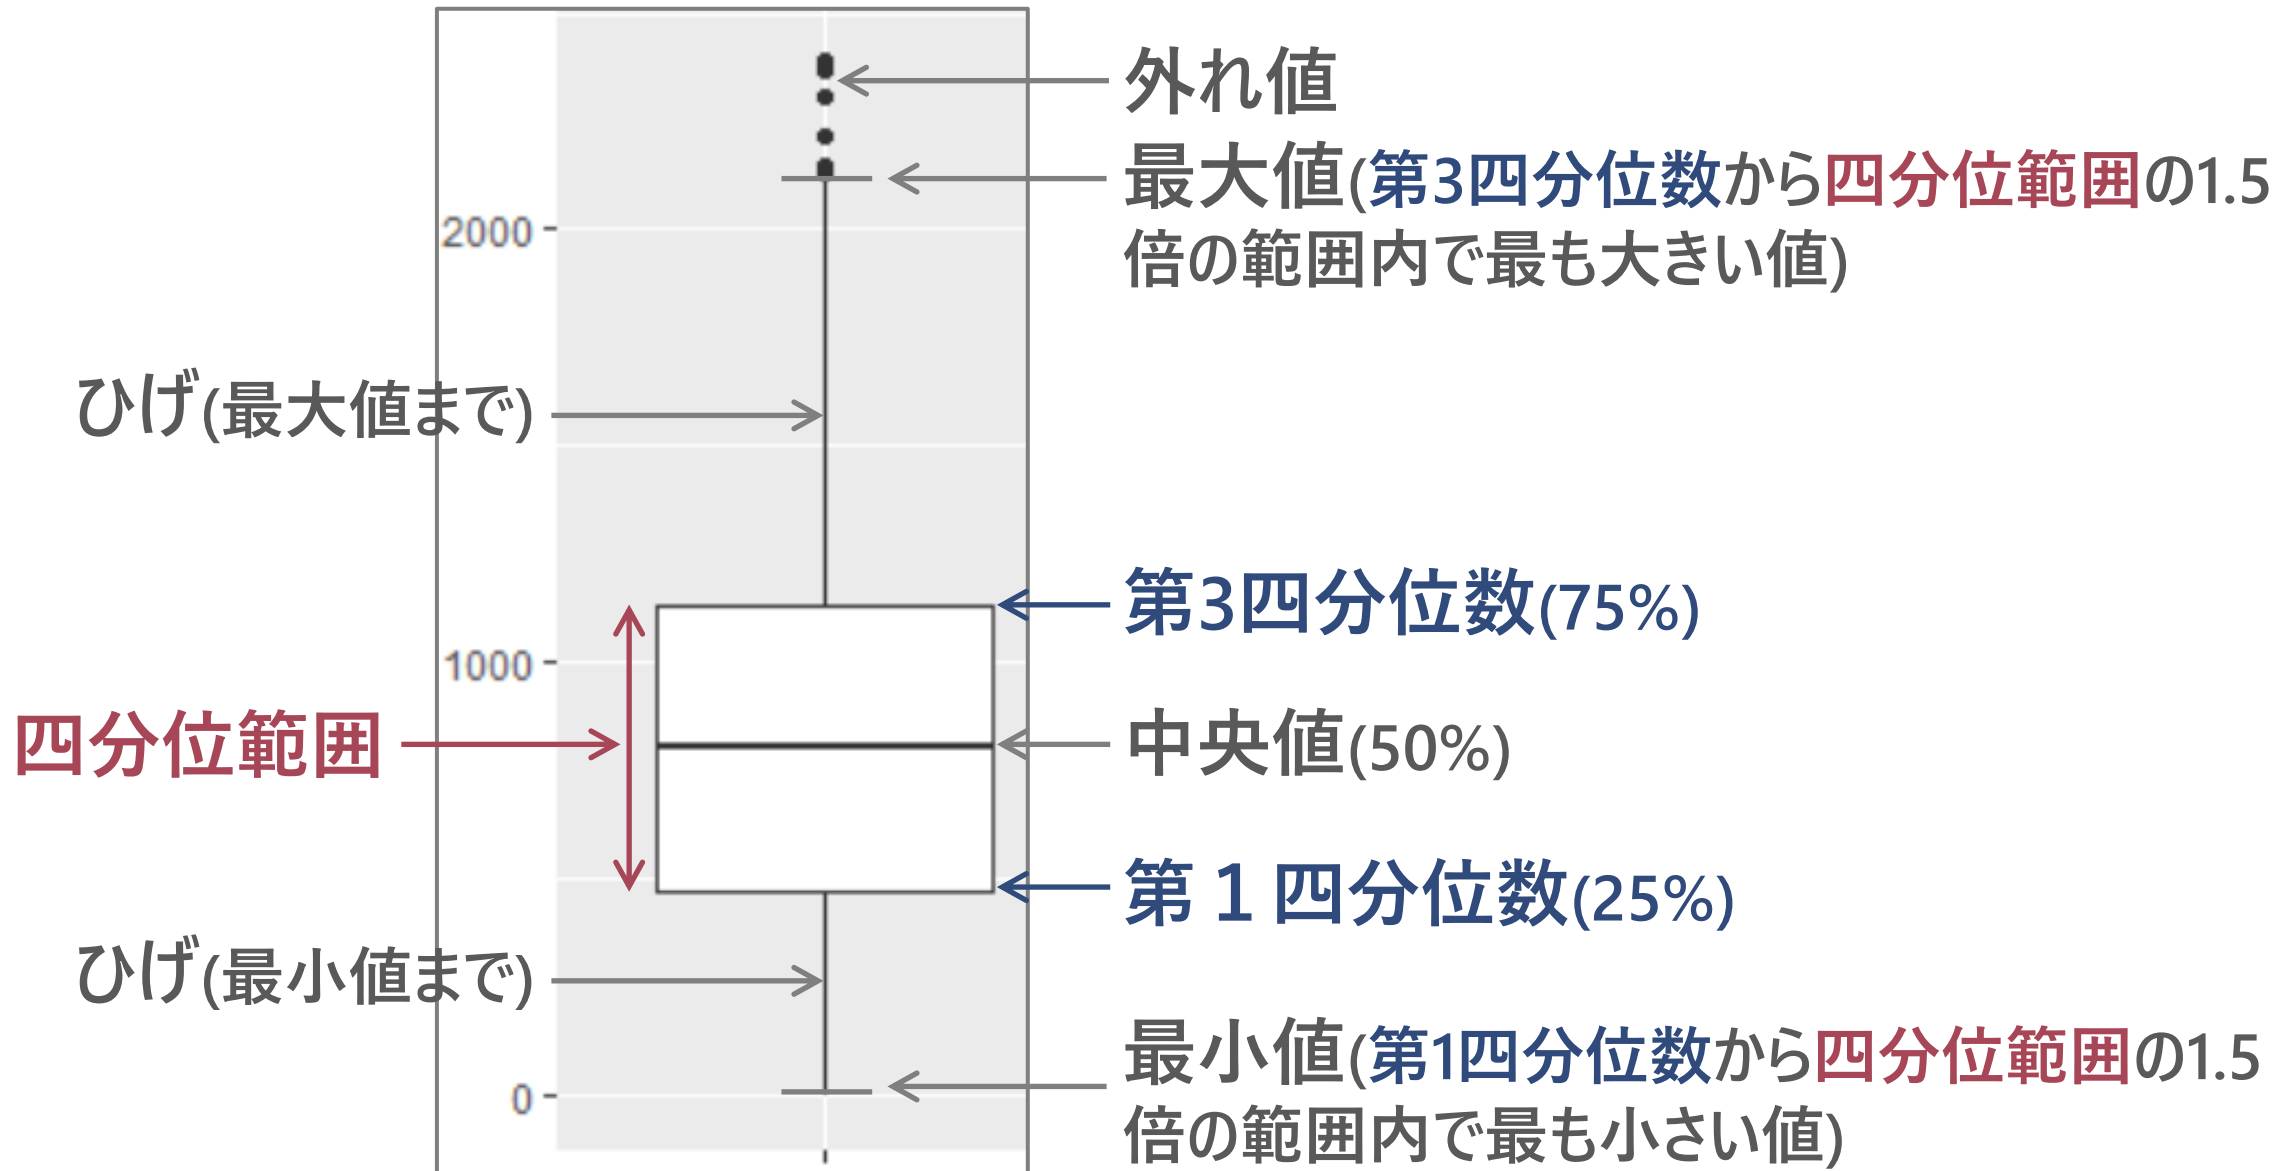 外れ値
最大値(第3四分位数から四分位範囲の1.5
倍の範囲内で最も大きい値)
2000
ひげ(最大値まで)
第3四分位数(75%)
1000
四分位範囲
中央値(50%)
第１四分位数(25%)
ひげ(最小値まで)
最小値(第1四分位数から四分位範囲の1.5
倍の範囲内で最も小さい値)
0